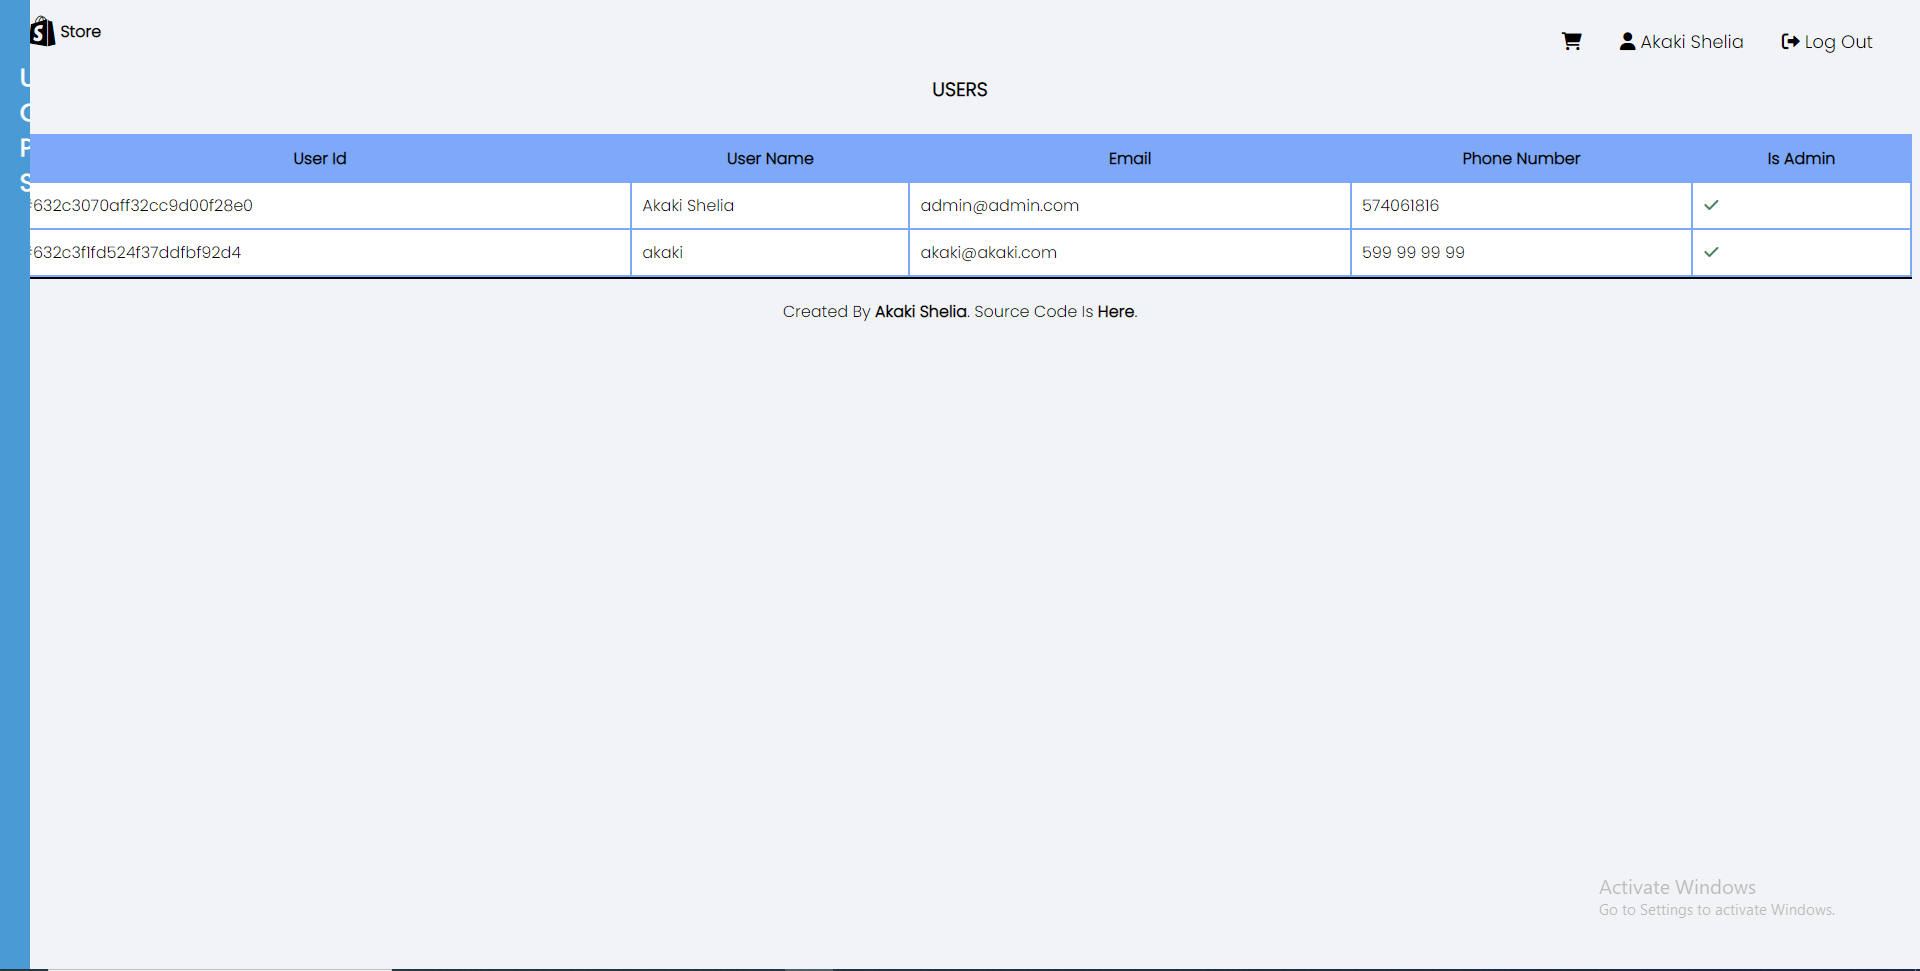 Store
Akaki Shelia Log Out
U
P
S
USERS
User Id User Name Email Phone Number Is Admin
#632c3070aff32cc9d00f28e0 Akaki Shelia admin@admin.com 574061816
#632c3f1fd524f37ddfbf92d4 akaki akaki@akaki.com 599 99 99 99
Created By Akaki Shelia. Source Code Is Here.
Activate Windows
Go to Settings to activate Windows.